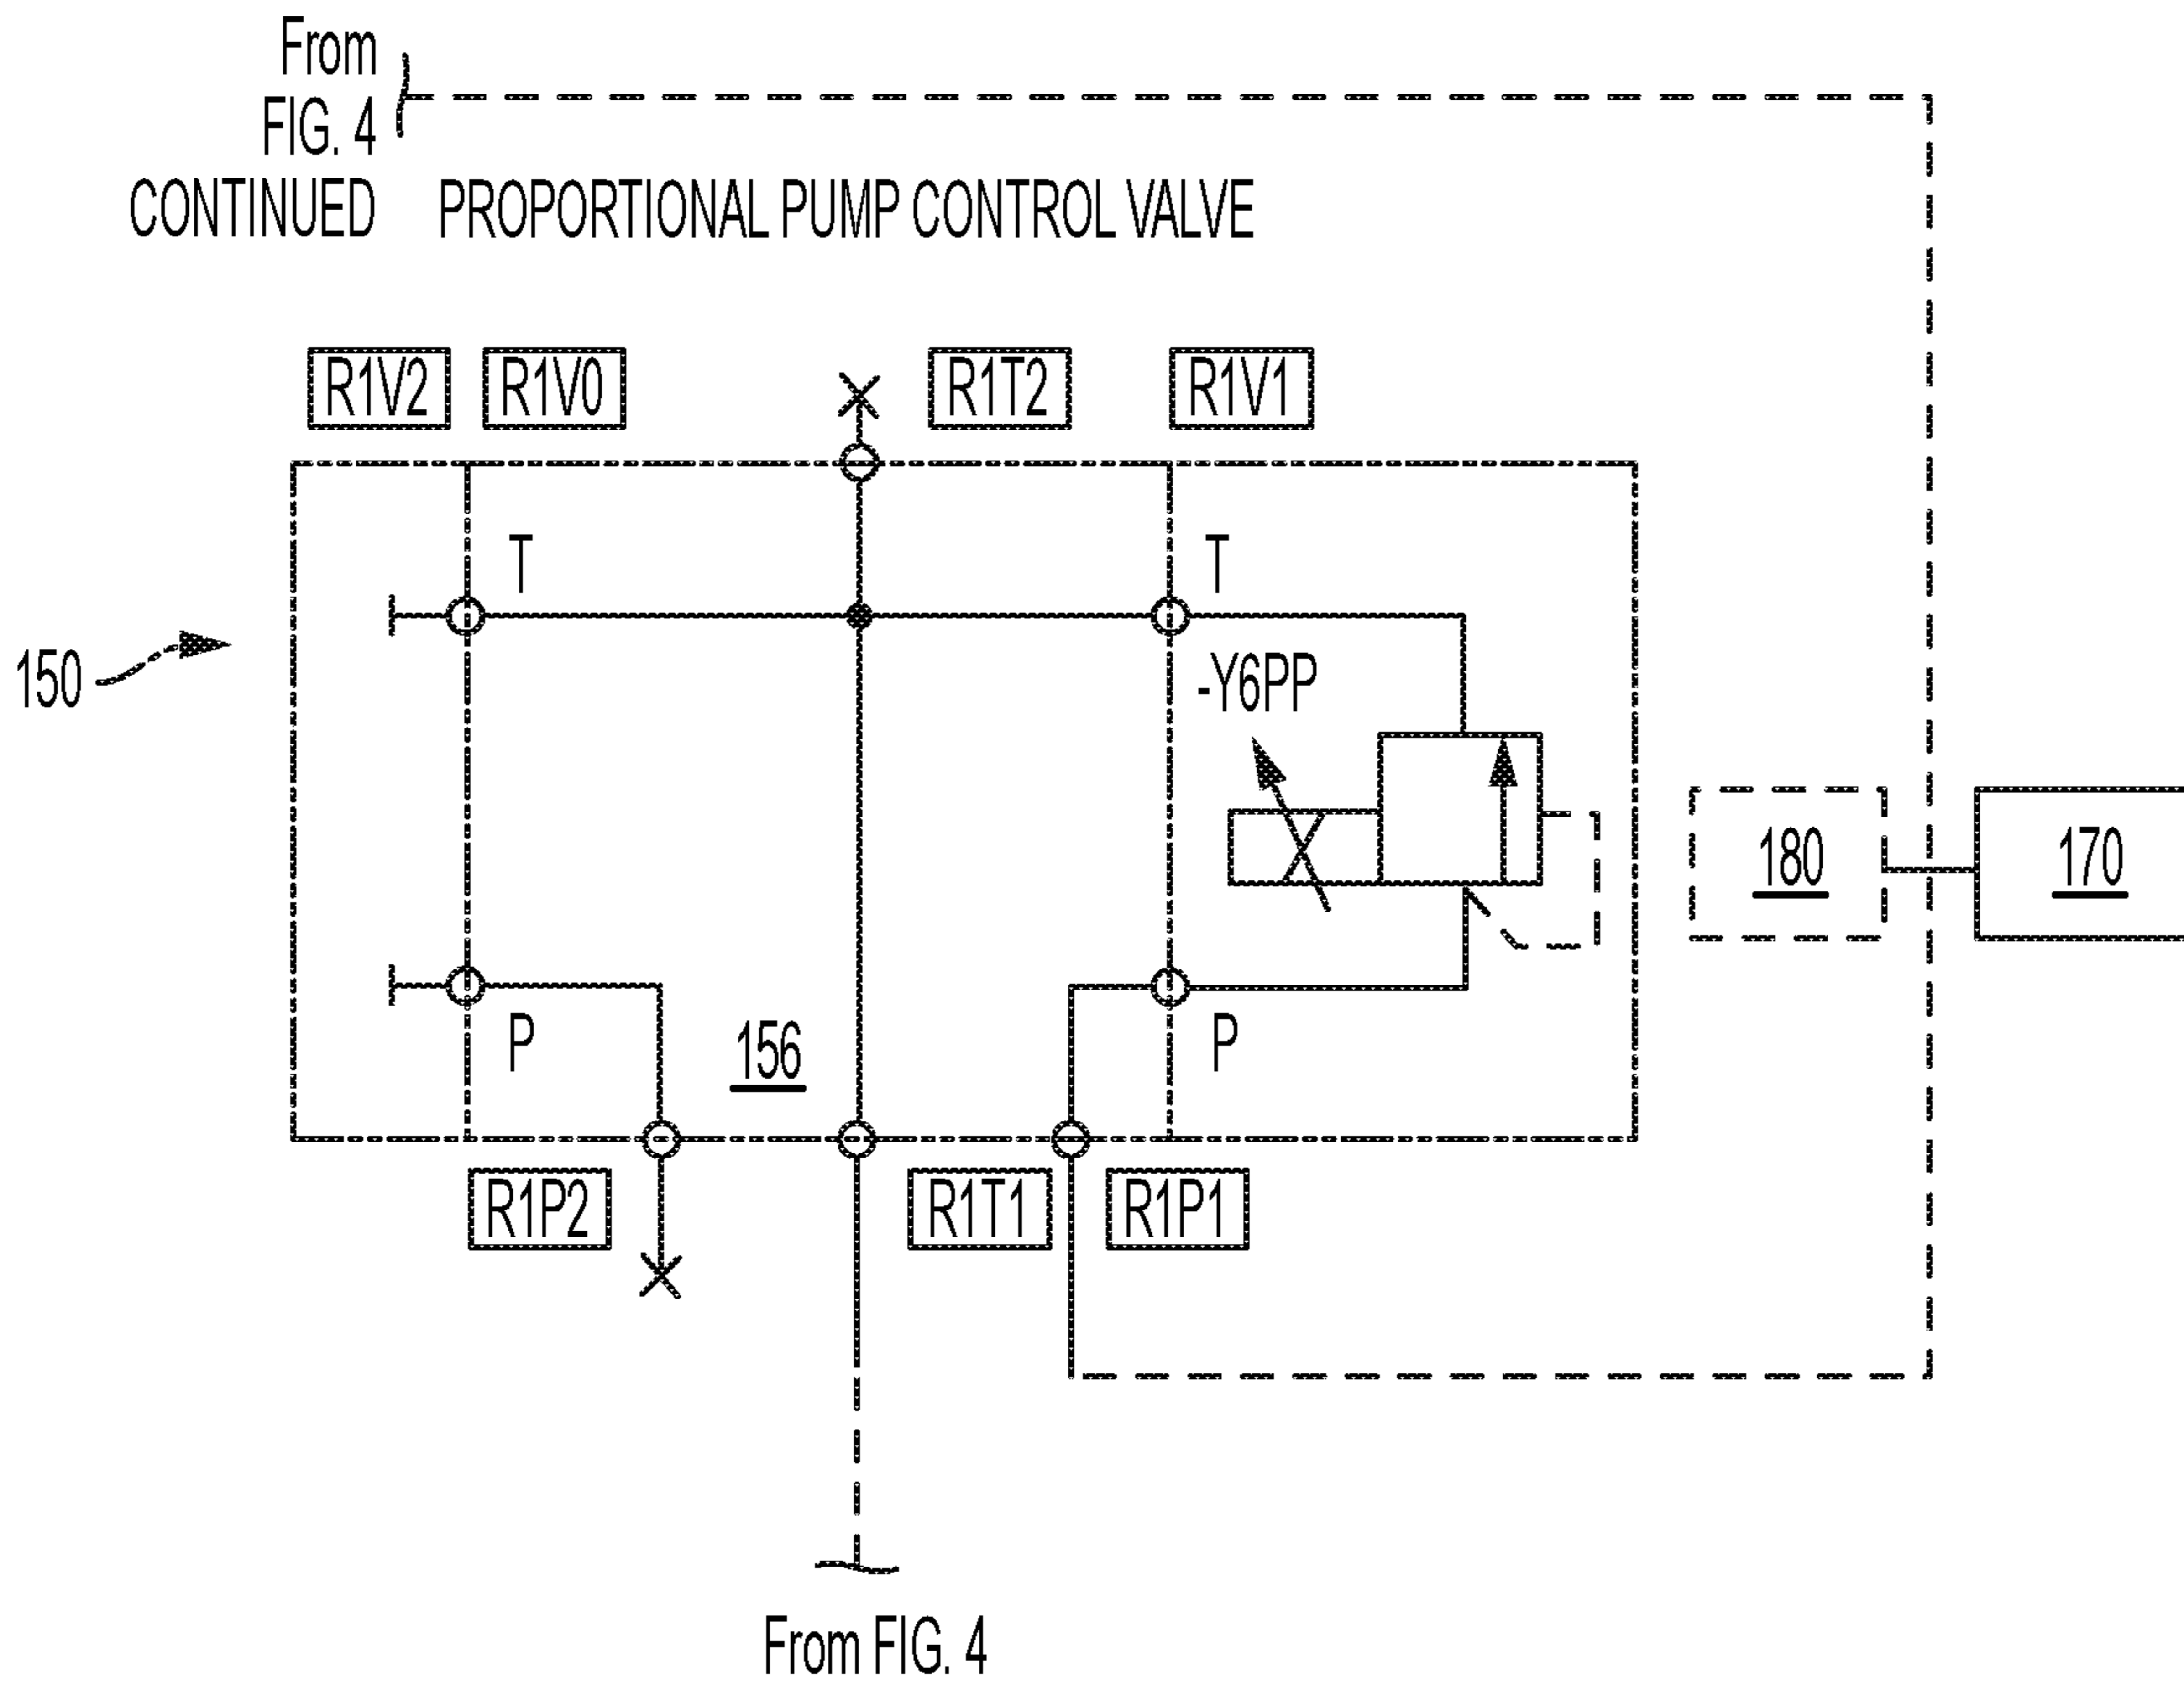 From
FIG. 4
CONTINUED
PROPORTIONAL PUMP CONTROL VALVE
R1V2
R1V0
R1T2
R1V1
T
T
150
-Y6PP
180
170
P
156
P
R1P2
R1T1
R1P1
From FIG. 4